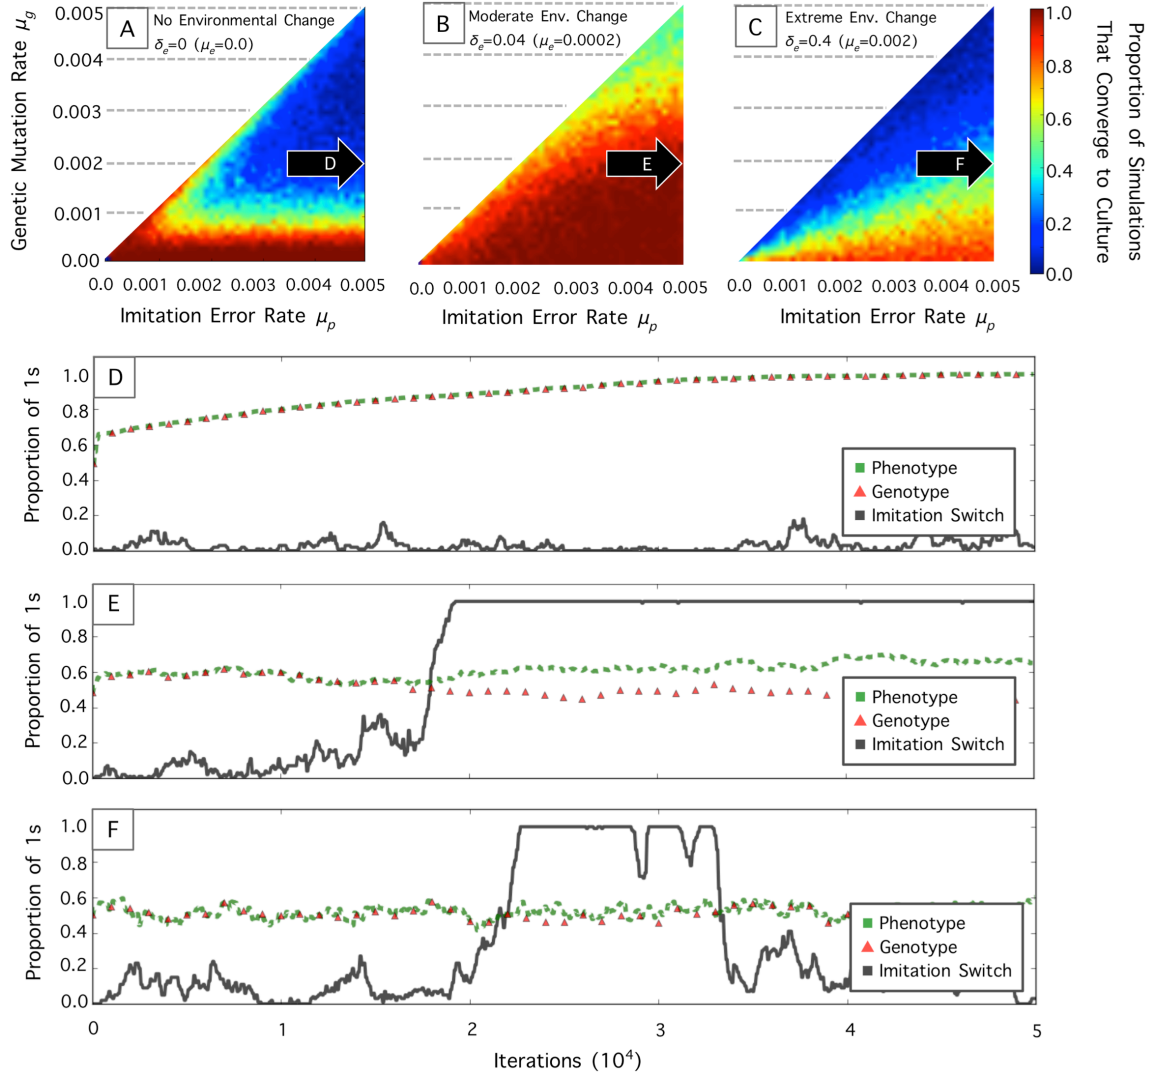 A No Environmental Change
δe=0 (μe=0.0)
B Moderate Env. Change
δe=0.04 (μe=0.0002)
C Extreme Env. Change
δe=0.4 (μe=0.002)
Genetic Mutation Rate μg
0.005
0.004
0.003
0.002
0.001
0.00
D
E
F
1.0
0.8
0.6
0.4
0.2
0.0
Proportion of Simulations
That Converge to Culture
0.0 0.001 0.002 0.003 0.004 0.005
0.0 0.001 0.002 0.003 0.004 0.005
0.0 0.001 0.002 0.003 0.004 0.005
Imitation Error Rate μp
Imitation Error Rate μp
Imitation Error Rate μp
D
Proportion of 1s
1.0
0.8
0.6
0.4
0.2
0.0
Phenotype
Genotype
Imitation Switch
E
Proportion of 1s
1.0
0.8
0.6
0.4
0.2
0.0
Phenotype
Genotype
Imitation Switch
F
Proportion of 1s
1.0
0.8
0.6
0.4
0.2
0.0
Phenotype
Genotype
Imitation Switch
0 1 2 3 4 5
Iterations (10⁴)